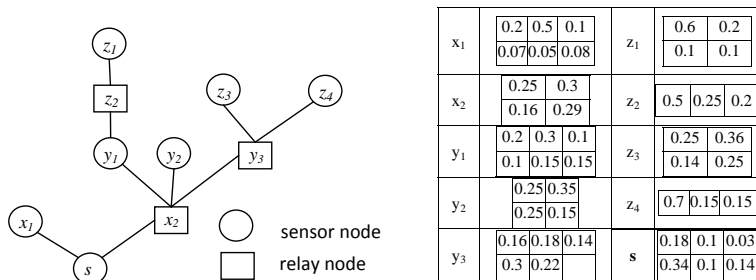 z1
z2
z3
z4
y1
y2
y3
x1
x2
s
sensor node
relay node
x1 0.2 0.5 0.1 z1 0.6 0.2
0.07 0.05 0.08 0.1 0.1
x2 0.25 0.3 z2 0.5 0.25 0.2
0.16 0.29
y1 0.2 0.3 0.1 z3 0.25 0.36
0.1 0.15 0.15 0.14 0.25
y2 0.25 0.35 z4 0.7 0.15 0.15
0.25 0.15
y3 0.16 0.18 0.14 s 0.18 0.1 0.03
0.3 0.22 0.34 0.1 0.14